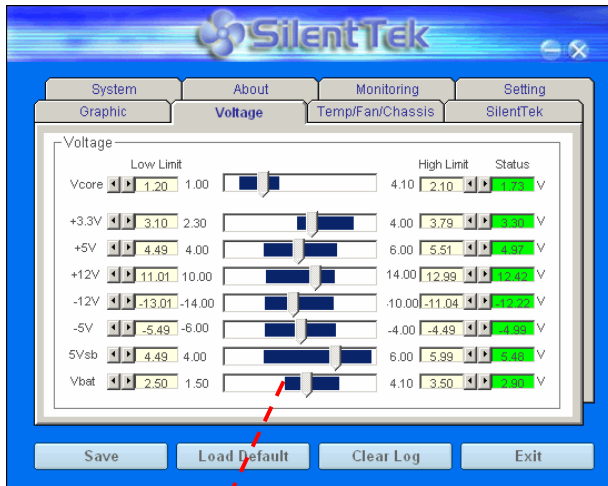 SilentTek
System About Monitoring Setting
Graphic Voltage Temp/Fan/Chassis SilentTek
Voltage
Low Limit High Limit Status
Vcore 1.20 1.00 4.10 2.10 1.73 V
+3.3V 3.10 2.30 4.00 3.79 3.30 V
+5V 4.49 4.00 6.00 5.51 4.97 V
+12V 11.01 10.00 14.00 12.99 12.42 V
-12V -13.01 -14.00 -10.00 -11.04 -12.22 V
-5V -5.49 -6.00 -4.00 -4.49 -4.99 V
5Vsb 4.49 4.00 6.00 5.99 5.48 V
Vbat 2.50 1.50 4.10 3.50 2.90 V
Save Load Default Clear Log Exit